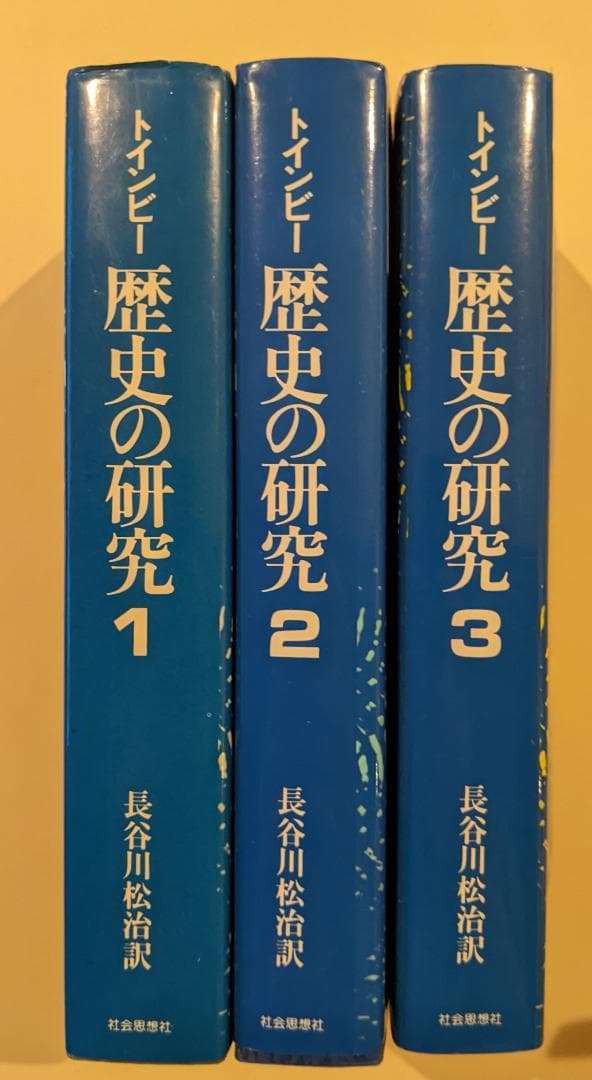 トインビー
歴史の研究
1
長谷川松治訳
社会思想社
トインビー
歴史の研究
2
長谷川松治訳
社会思想社
トインビー
歴史の研究
3
長谷川松治訳
社会思想社